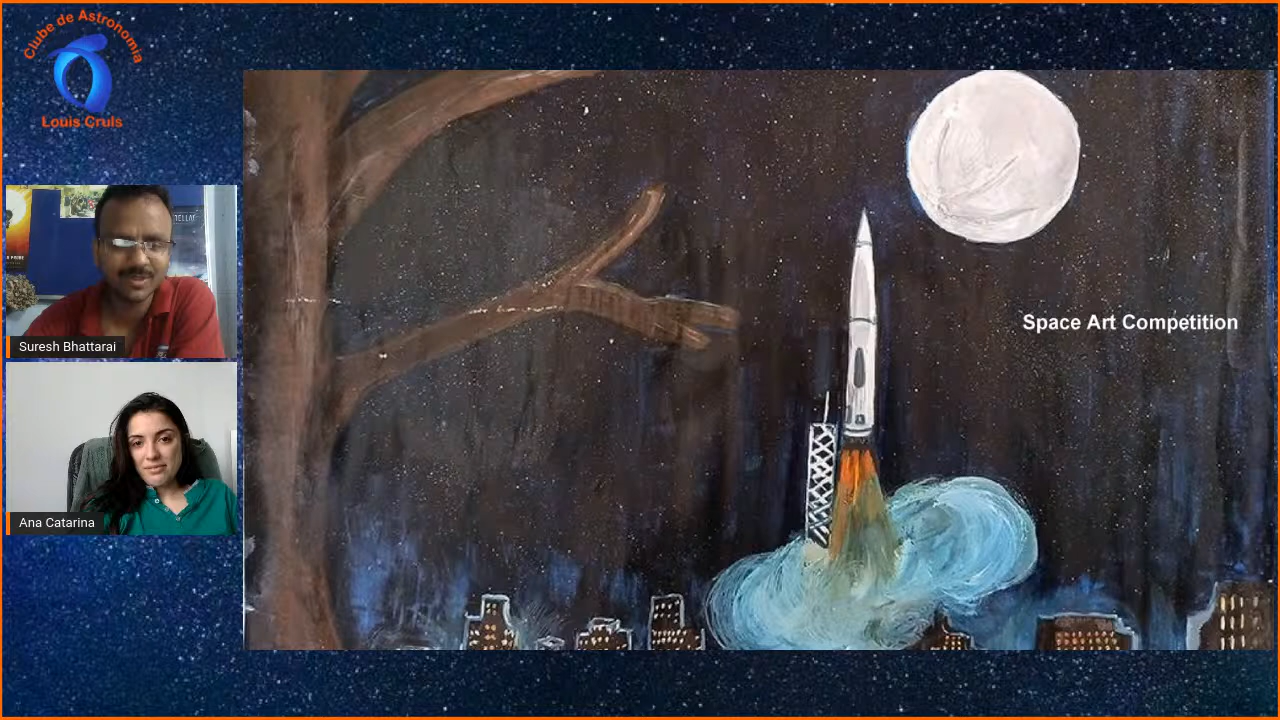 Clube de Astronomia
Louis Cruls
Suresh Bhattarai
Ana Catarina
Space Art Competition